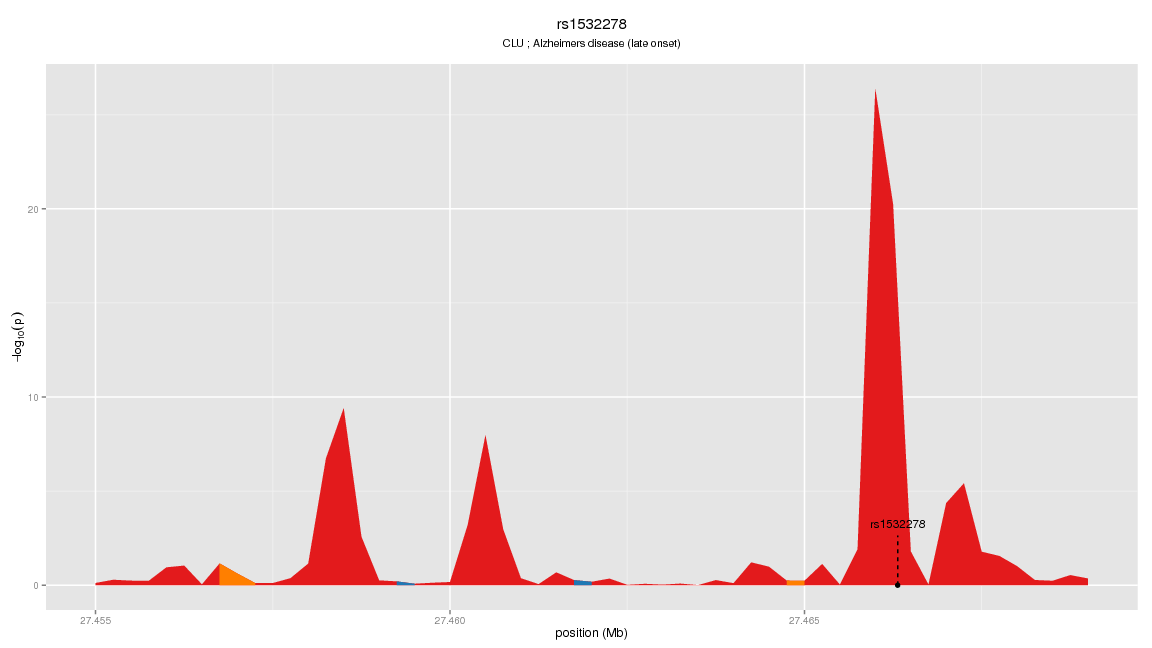 rs1532278
CLU ; Alzheimers disease (late onset)
−log10(p)
20
10
0
rs1532278
27.455
27.460
27.465
position (Mb)